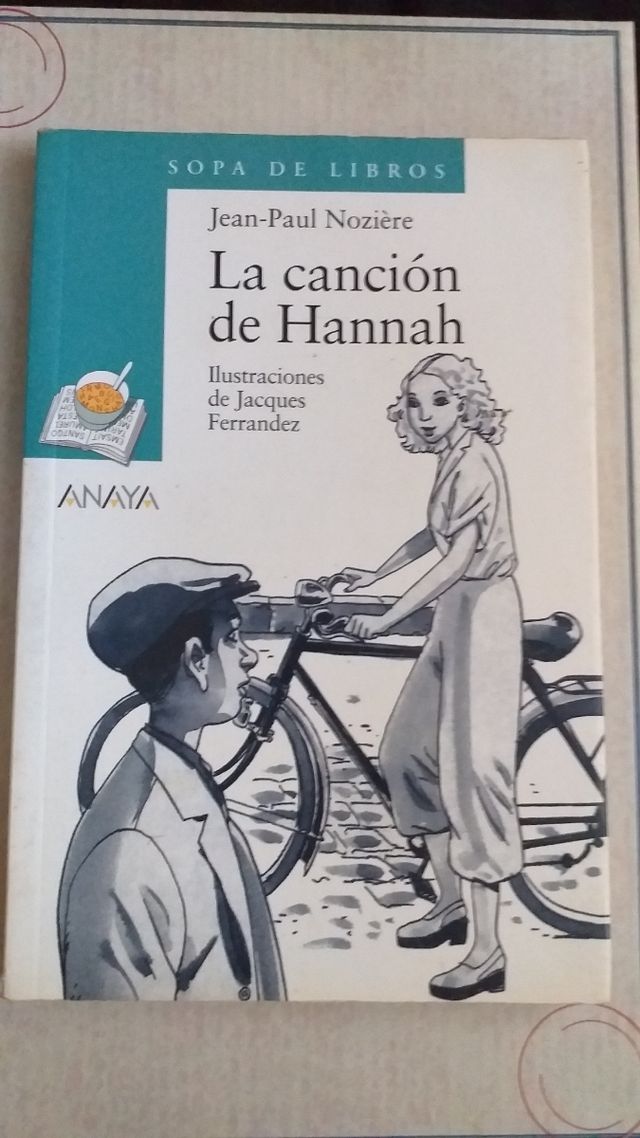 SOPA DE LIBROS
Jean-Paul Nozière
La canción
de Hannah
Ilustraciones
de Jacques
Ferrandez
ANAYA